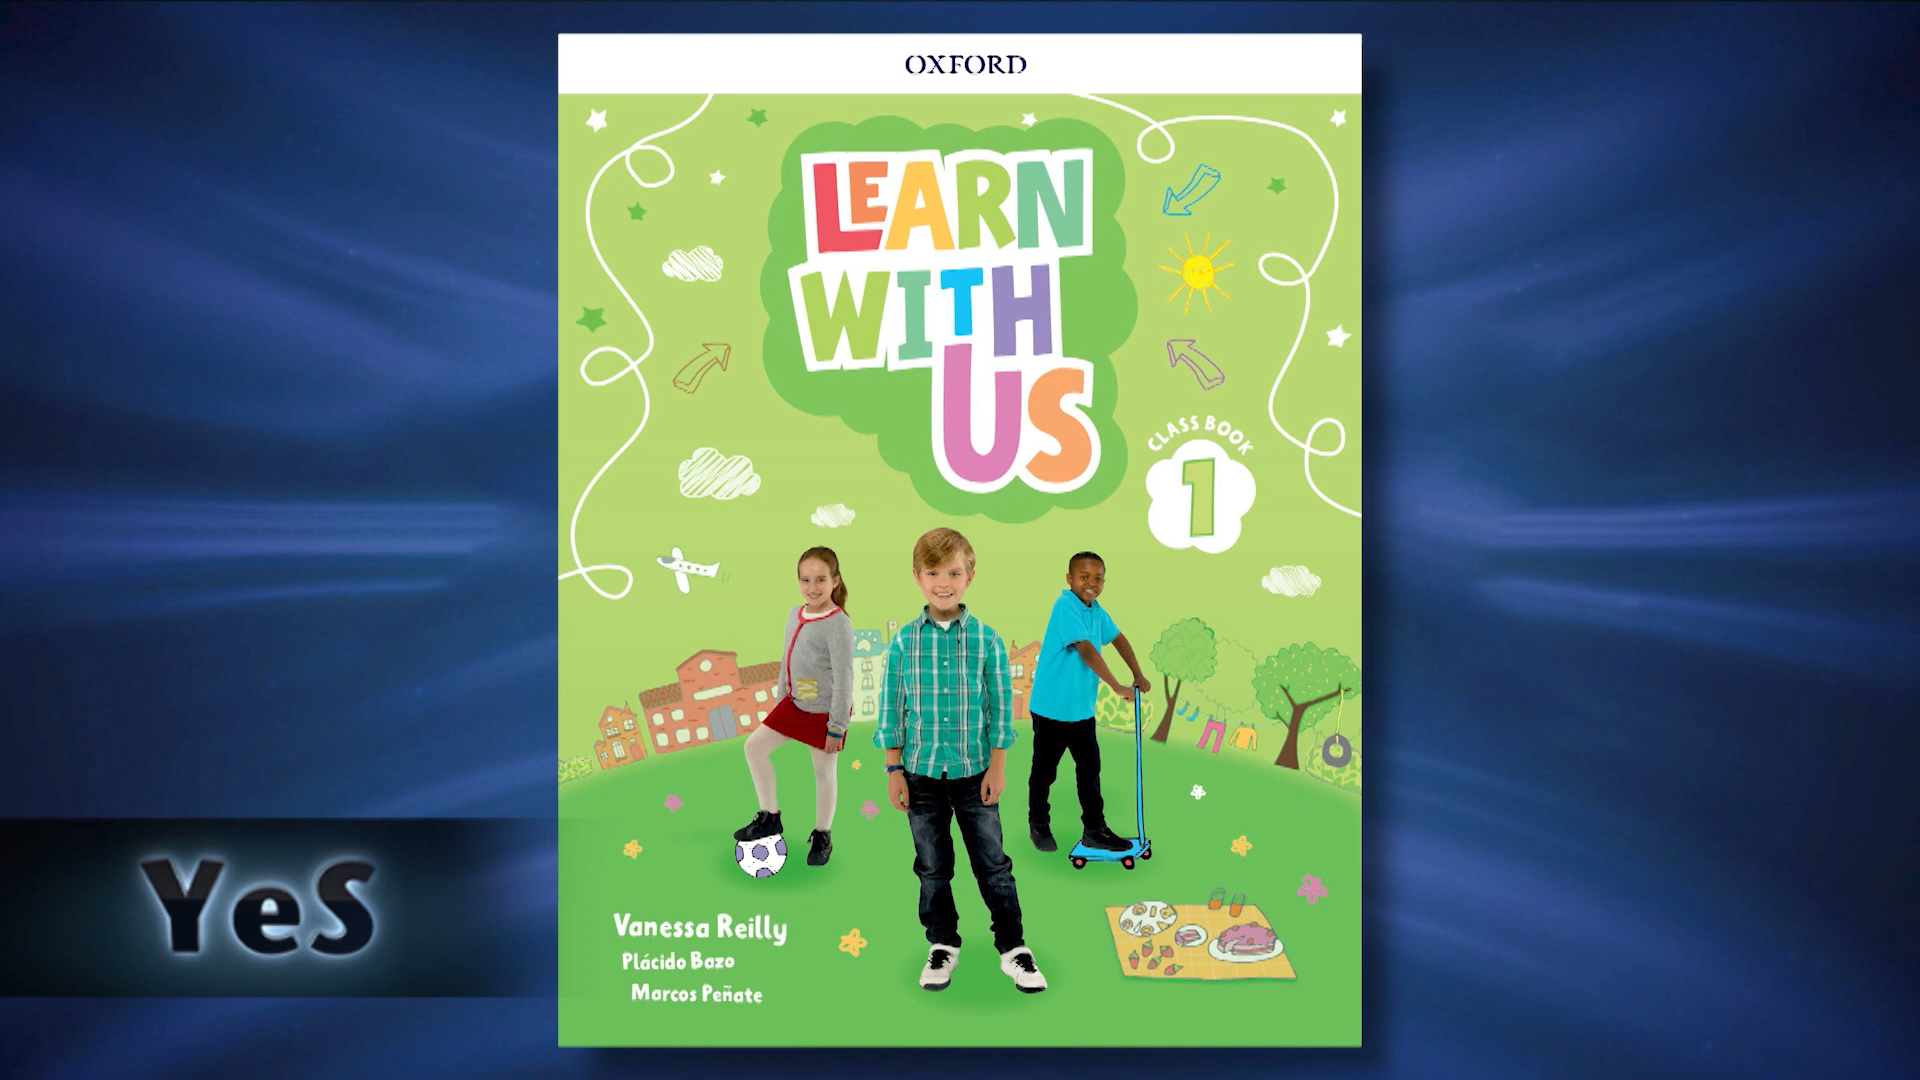 OXFORD
LEARN
WITH
US
CLASS BOOK
1
YeS
Vanessa Reilly
Plácido Bazo
Marcos Peñate